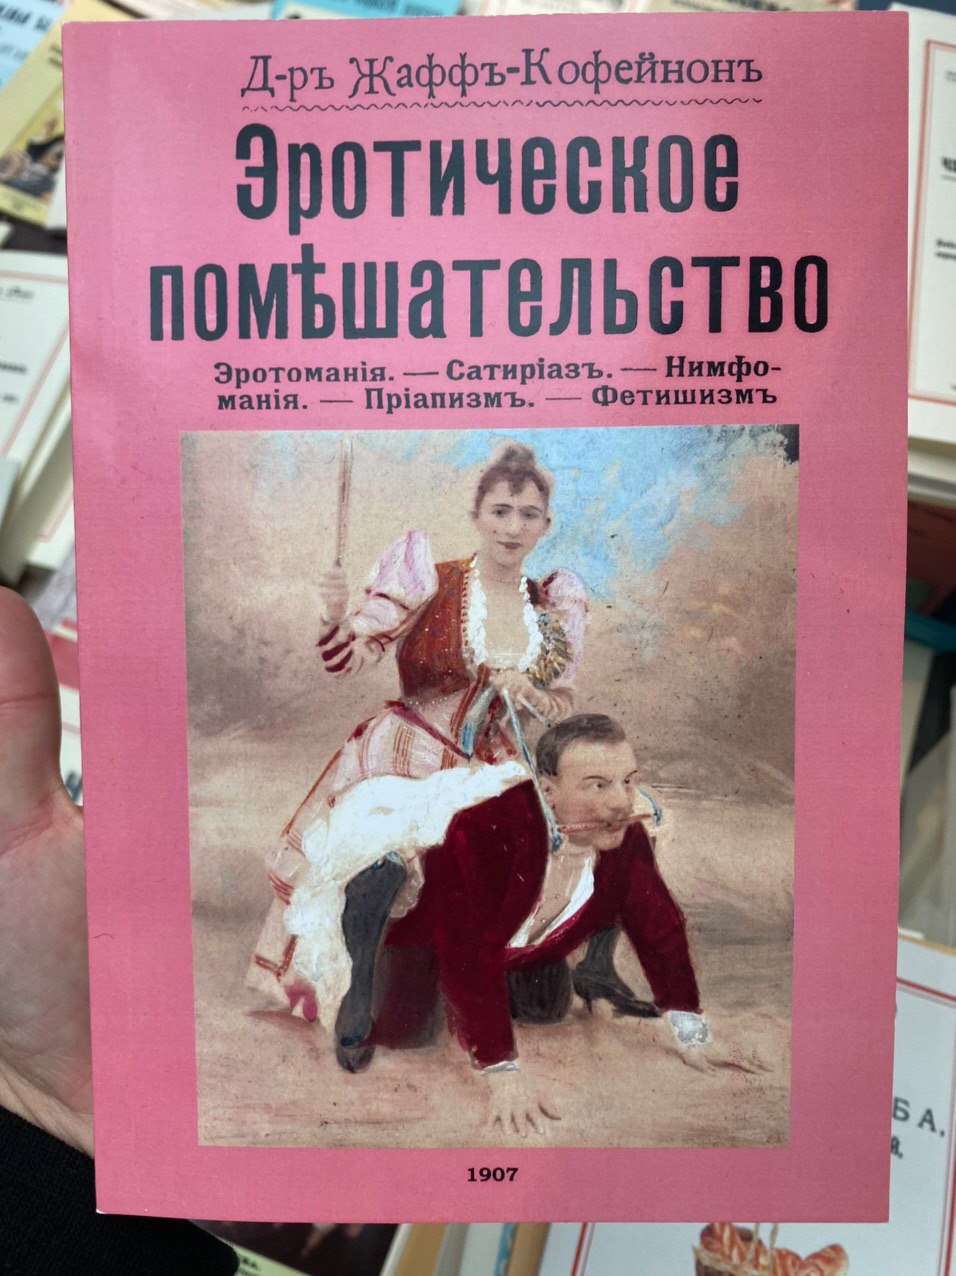 Д-ръ Жаффъ-Кофейнонъ
Эротическое
помѣшательство
Эротоманія. — Сатиріазъ. — Нимфо-
манія. — Пріапизмъ. — Фетишизмъ
1907
Б А.